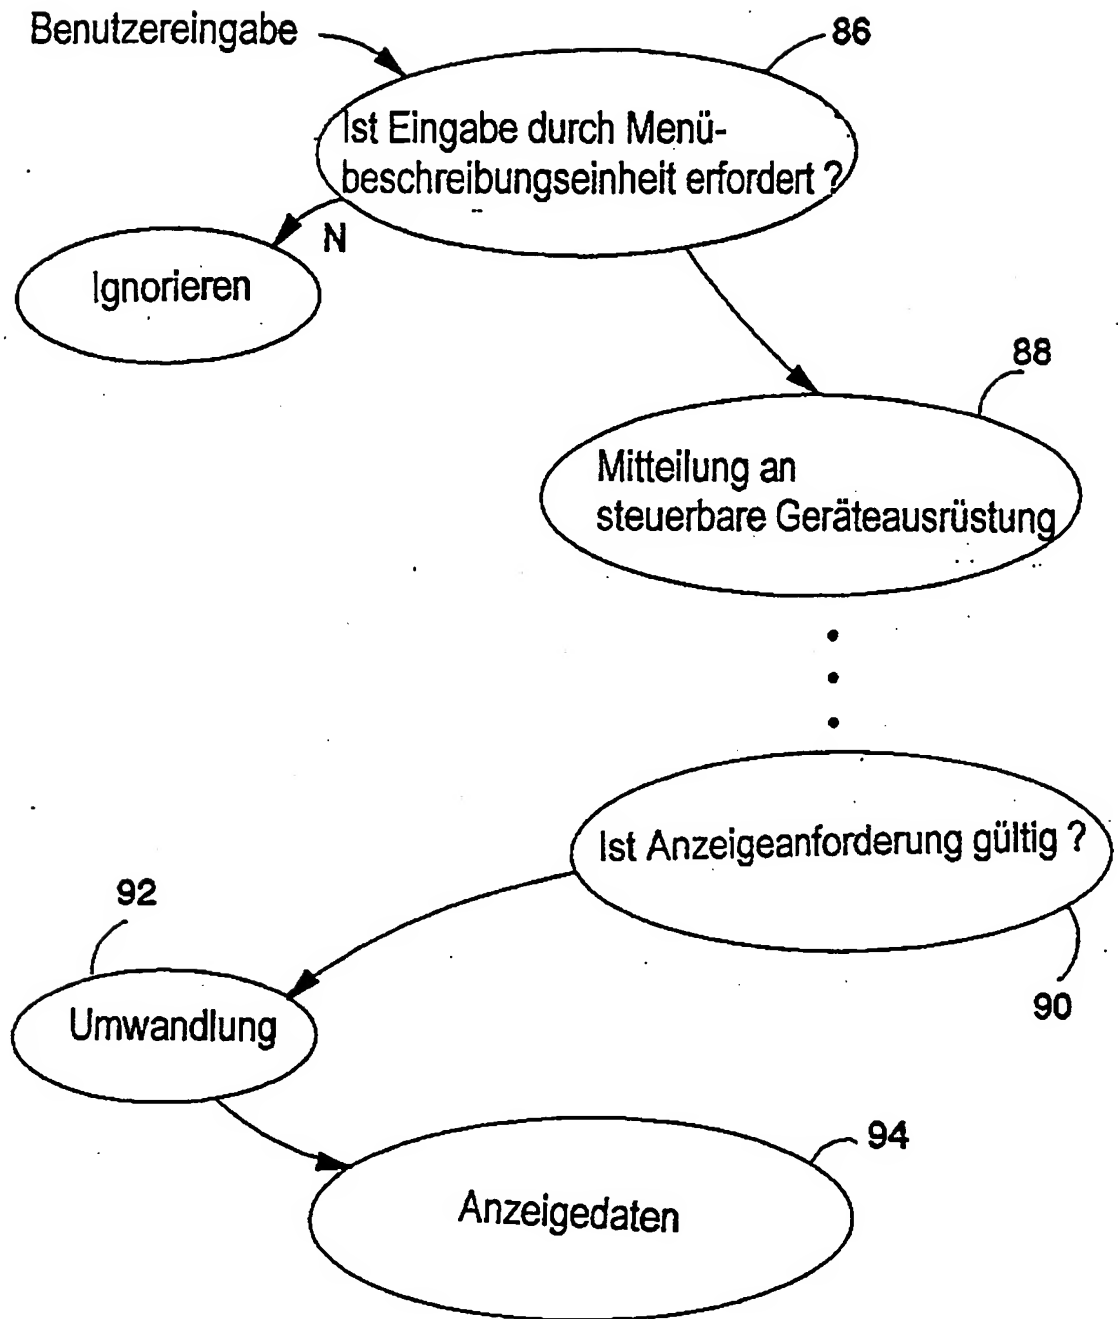 Benutzereingabe
86
Ist Eingabe durch Menü-
beschreibungseinheit erfordert ?
N
Ignorieren
88
Mitteilung an
steuerbare Geräteausrüstung
Ist Anzeigeanforderung gültig ?
92
90
Umwandlung
94
Anzeigedaten